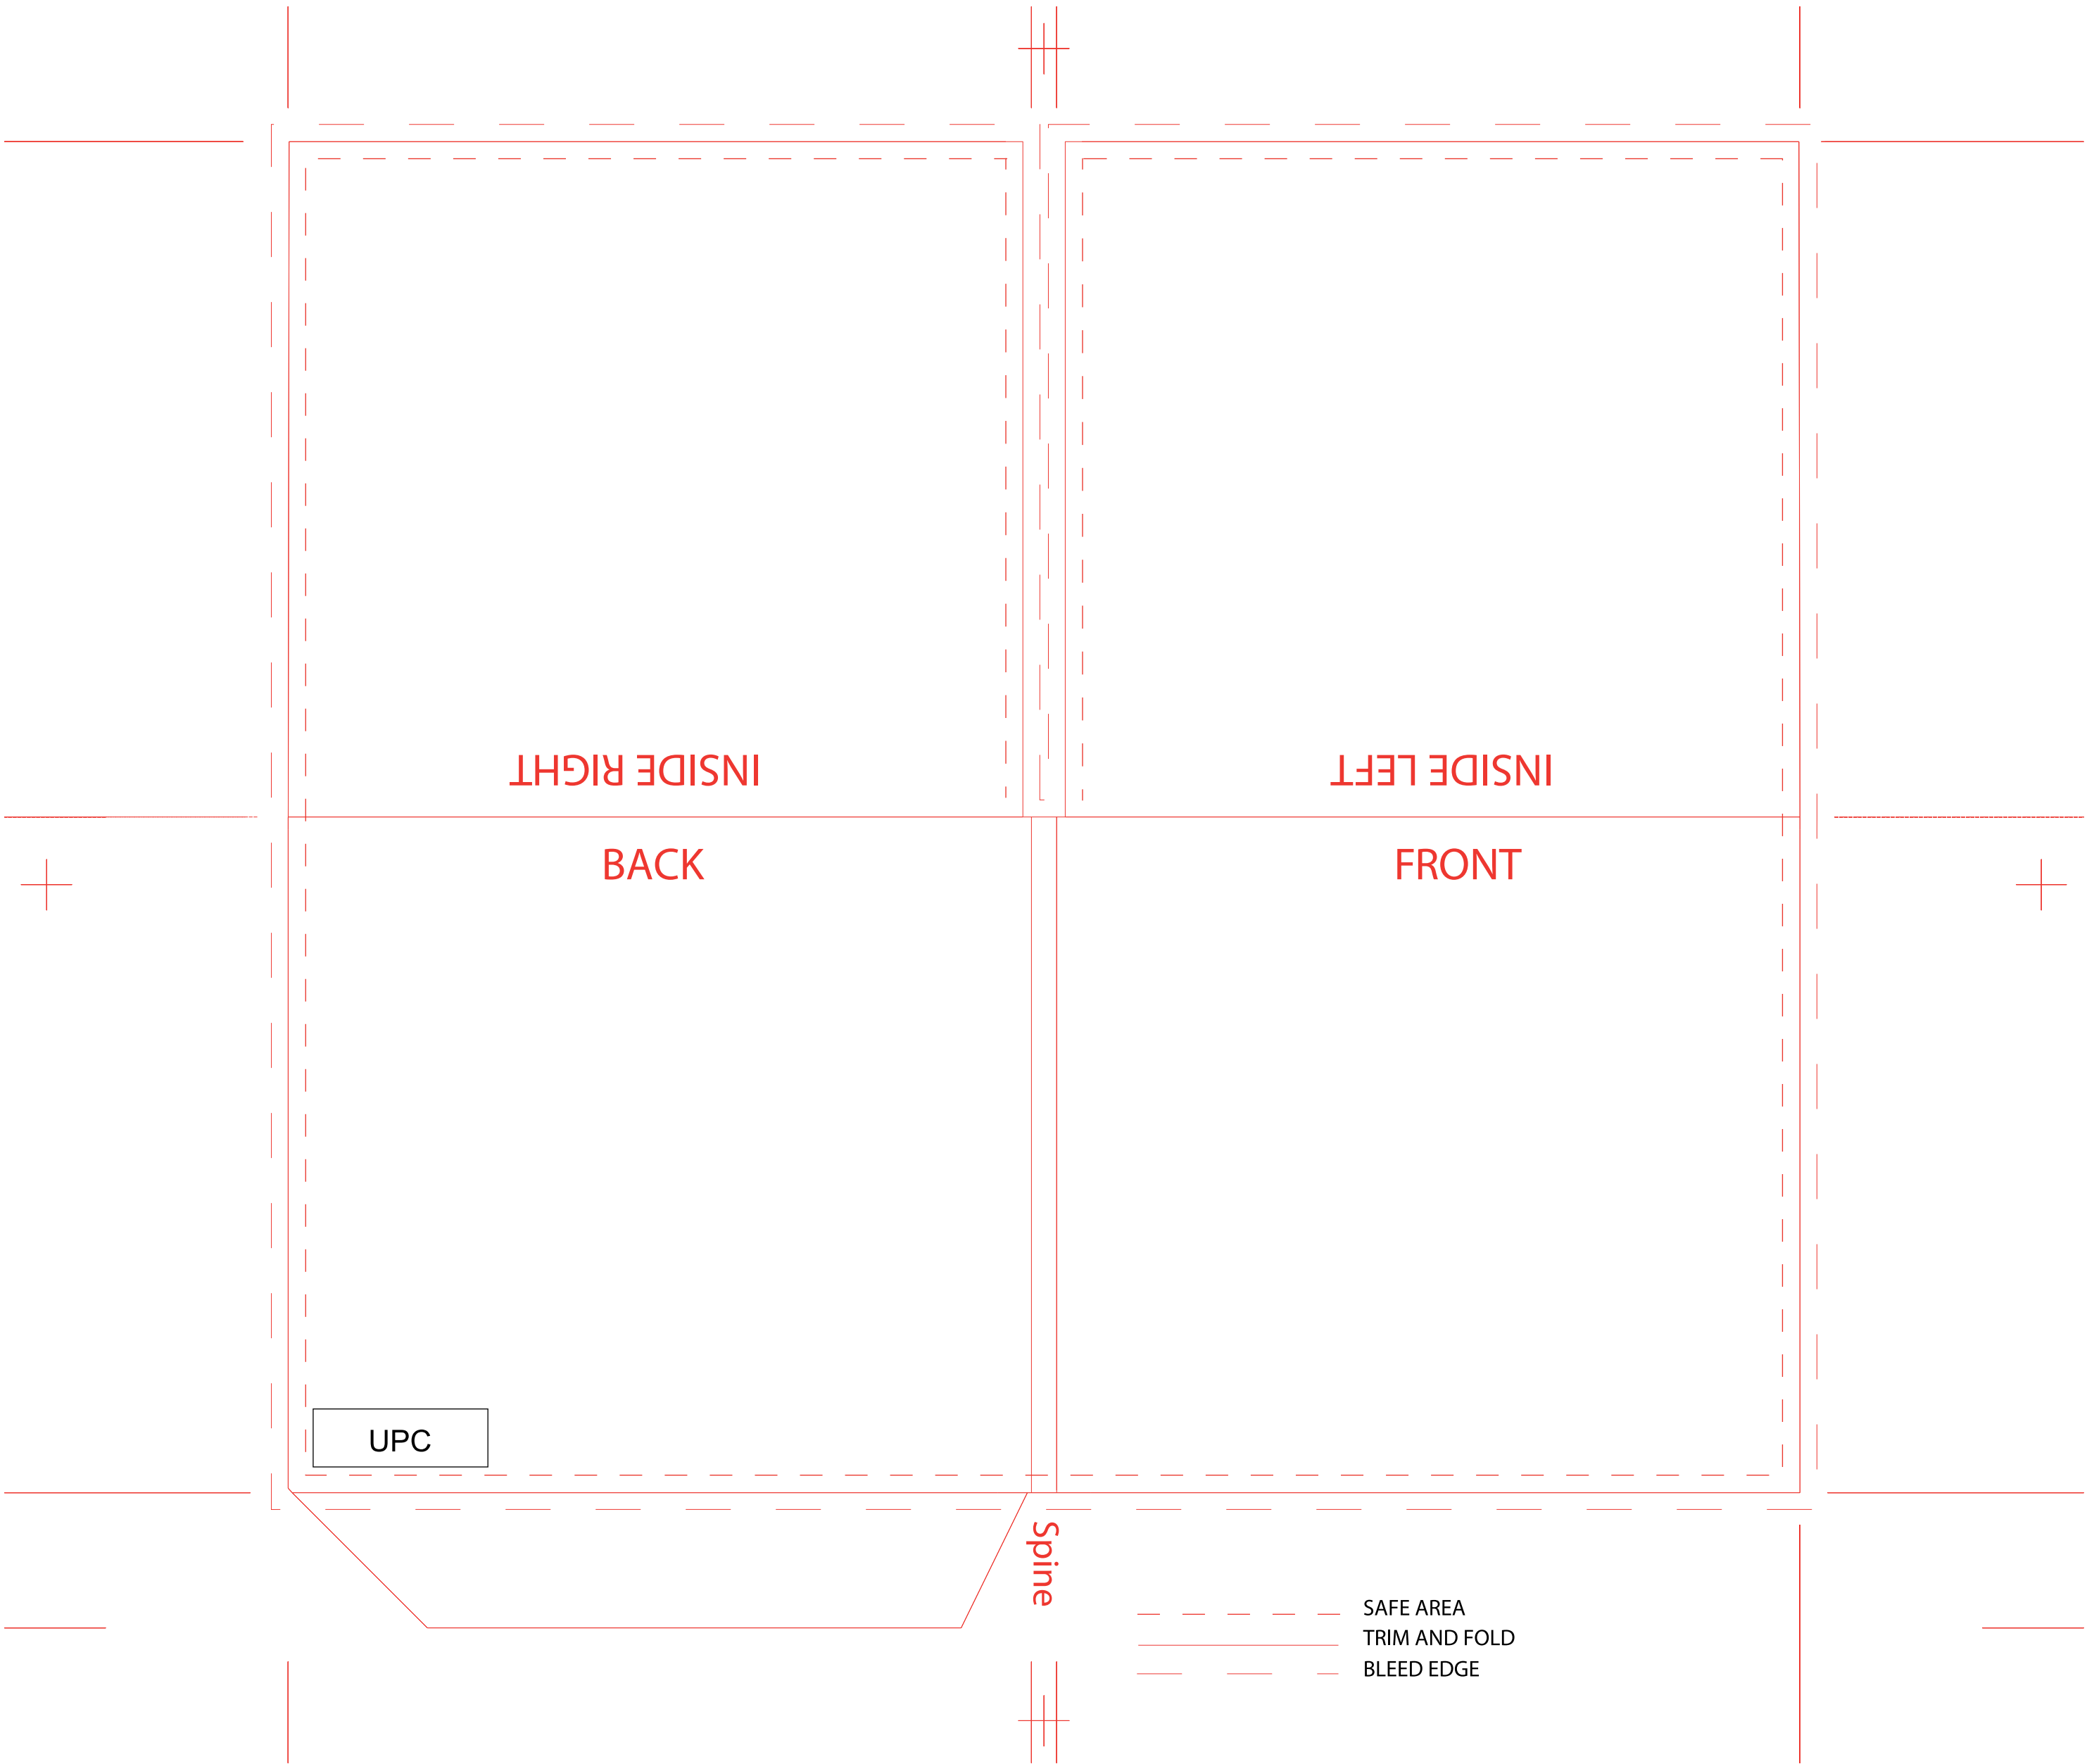 INSIDE RIGHT
INSIDE LEFT
BACK
FRONT
UPC
Spine
SAFE AREA
TRIM AND FOLD
BLEED EDGE